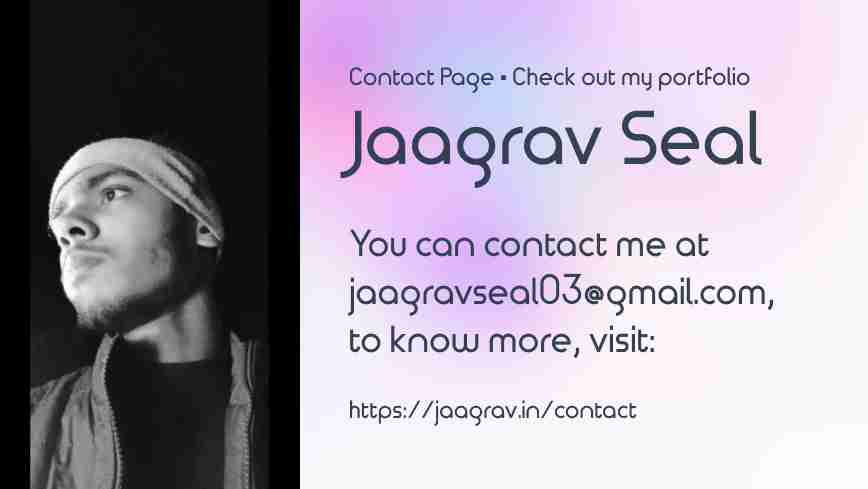 Contact Page • Check out my portfolio
Jaagrav Seal
You can contact me at
jaagravseal03@gmail.com,
to know more, visit:
https://jaagrav.in/contact